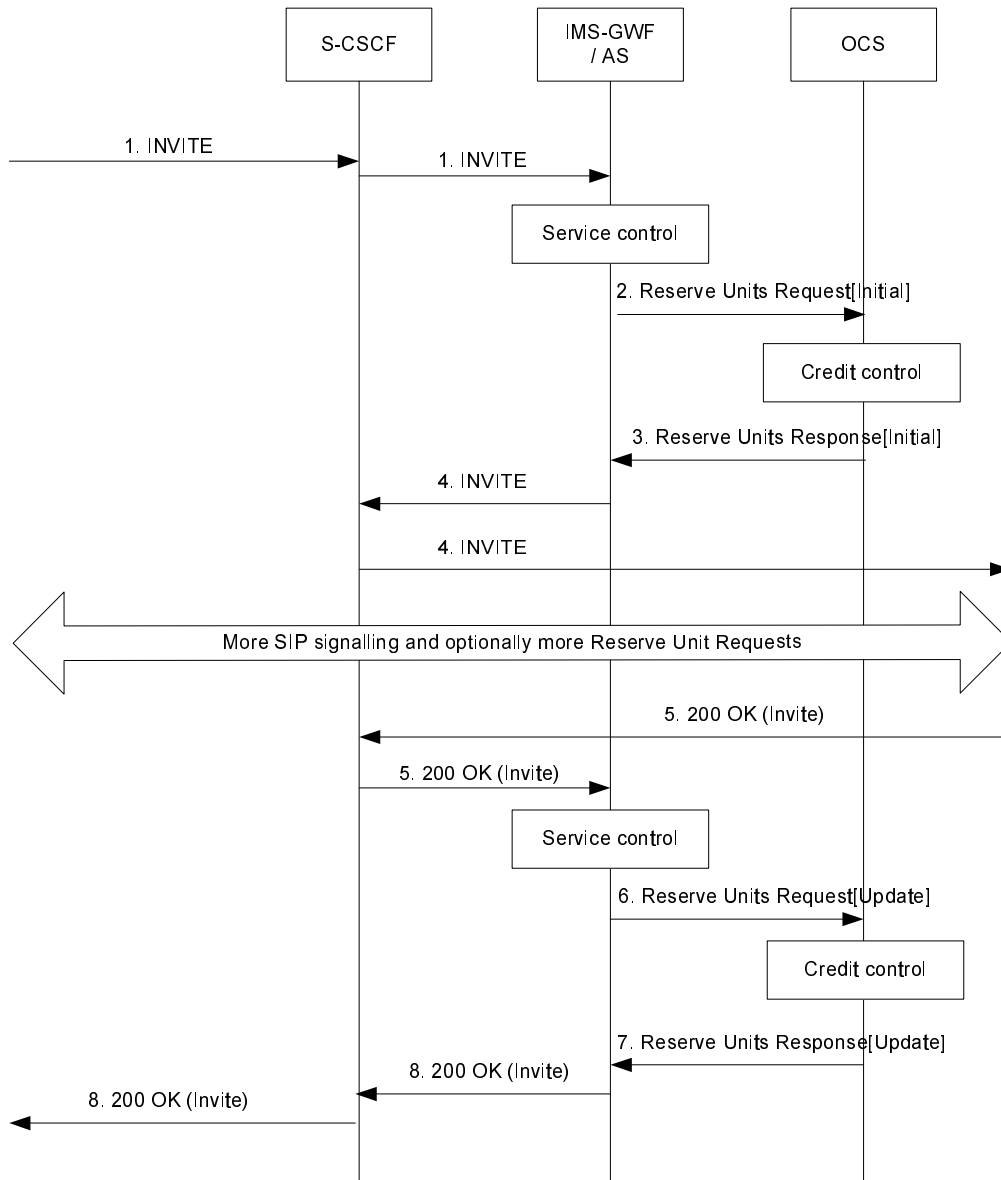 S-CSCF
IMS-GWF
/ AS
OCS
1. INVITE
1. INVITE
Service control
2. Reserve Units Request[Initial]
Credit control
3. Reserve Units Response[Initial]
4. INVITE
4. INVITE
More SIP signalling and optionally more Reserve Unit Requests
5. 200 OK (Invite)
5. 200 OK (Invite)
Service control
6. Reserve Units Request[Update]
Credit control
7. Reserve Units Response[Update]
8. 200 OK (Invite)
8. 200 OK (Invite)